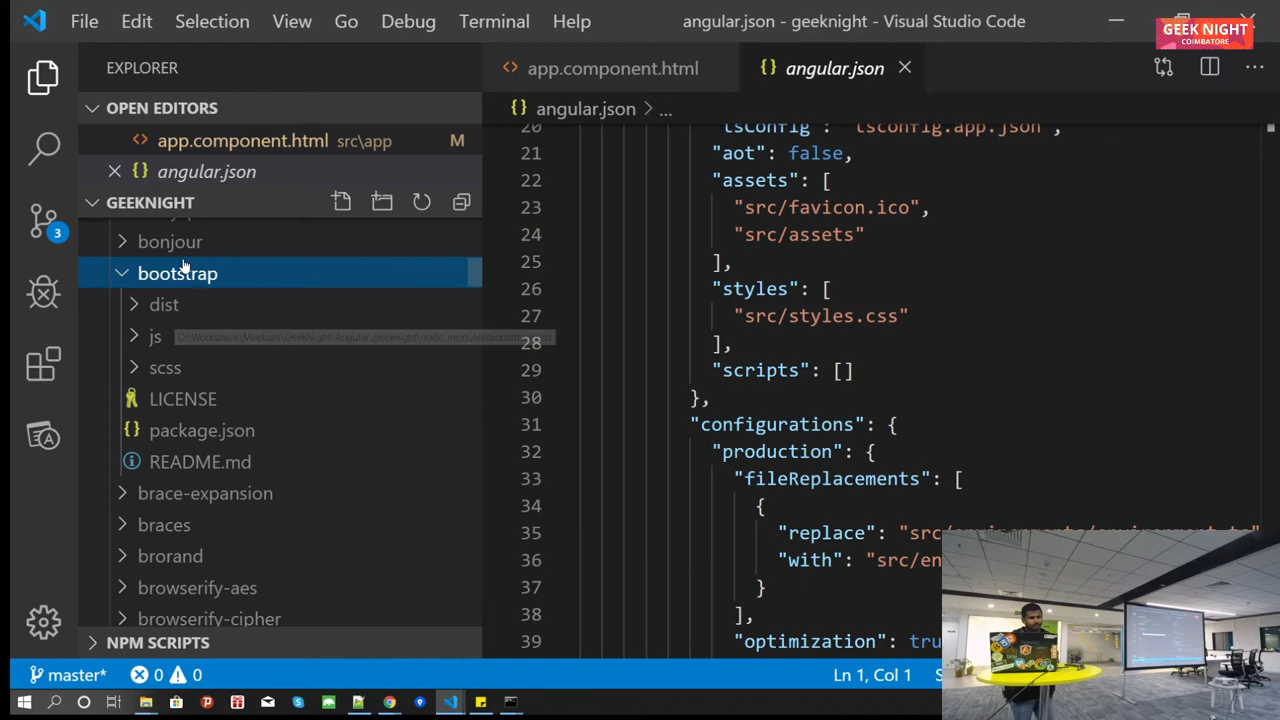 File Edit Selection View Go Debug Terminal Help
angular.json - geeknight - Visual Studio Code
GEEK NIGHT
COIMBATORE
EXPLORER
OPEN EDITORS
app.component.html src\app M
angular.json
GEEKNIGHT
bonjour
bootstrap
dist
js
scss
LICENSE
package.json
README.md
brace-expansion
braces
brorand
browserify-aes
browserify-cipher
NPM SCRIPTS
3
app.component.html
angular.json
angular.json > ...
20 "tsConfig": "tsconfig.app.json",
21 "aot": false,
22 "assets": [
23 "src/favicon.ico",
24 "src/assets"
25 ],
26 "styles": [
27 "src/styles.css"
28 ],
29 "scripts": []
30 },
31 "configurations": {
32 "production": {
33 "fileReplacements": [
34 {
35 "replace":
36 "with": "src/en
37 }
38 ],
39 "optimization": tru
master* 0 0
Ln 1, Col 1